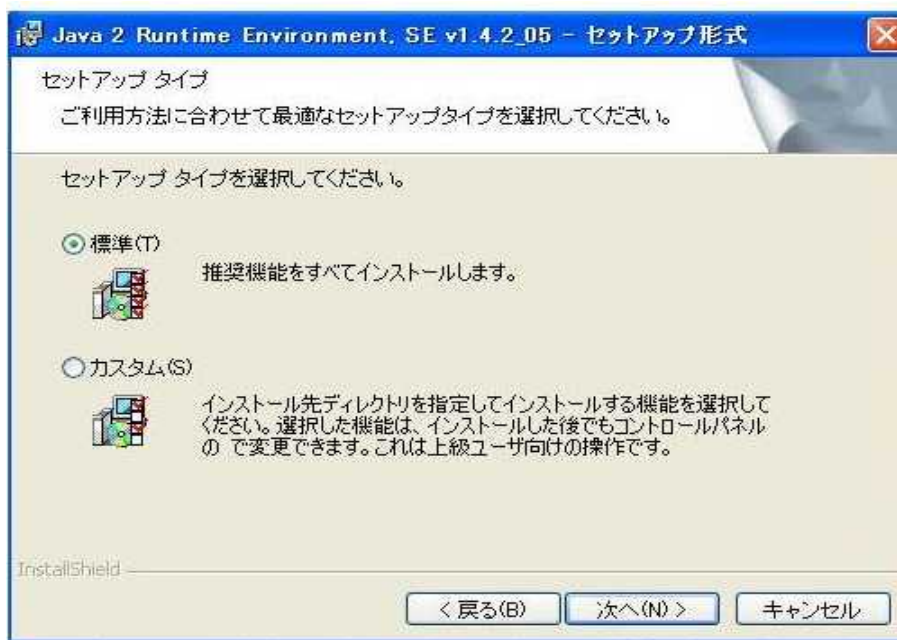 Java 2 Runtime Environment, SE v1.4.2_05 - セットアップ形式
セットアップ タイプ
ご利用方法に合わせて最適なセットアップタイプを選択してください。
セットアップ タイプを選択してください。
標準(T)
推奨機能をすべてインストールします。
カスタム(S)
インストール先ディレクトリを指定してインストールする機能を選択して
ください。選択した機能は、インストールした後でもコントロールパネル
の で変更できます。これは上級ユーザ向けの操作です。
InstallShield
< 戻る(B)
次へ(N) >
キャンセル